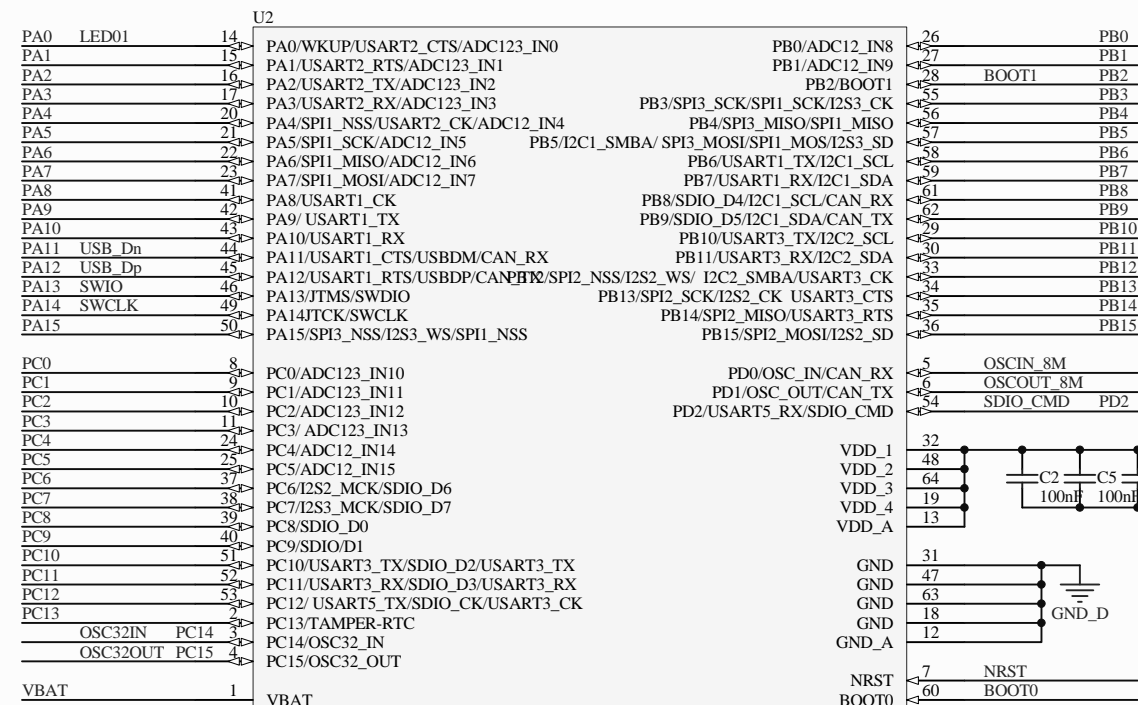 U2
PA0 LED01 14 PA0/WKUP/USART2_CTS/ADC123_IN0 PB0/ADC12_IN8 26 PB0
PA1 15 PA1/USART2_RTS/ADC123_IN1 PB1/ADC12_IN9 27 PB1
PA2 16 PA2/USART2_TX/ADC123_IN2 PB2/BOOT1 28 BOOT1 PB2
PA3 17 PA3/USART2_RX/ADC123_IN3 PB3/SPI3_SCK/SPI1_SCK/I2S3_CK 55 PB3
PA4 20 PA4/SPI1_NSS/USART2_CK/ADC12_IN4 PB4/SPI3_MISO/SPI1_MISO 56 PB4
PA5 21 PA5/SPI1_SCK/ADC12_IN5 PB5/I2C1_SMBA/ SPI3_MOSI/SPI1_MOS/I2S3_SD 57 PB5
PA6 22 PA6/SPI1_MISO/ADC12_IN6 PB6/USART1_TX/I2C1_SCL 58 PB6
PA7 23 PA7/SPI1_MOSI/ADC12_IN7 PB7/USART1_RX/I2C1_SDA 59 PB7
PA8 41 PA8/USART1_CK PB8/SDIO_D4/I2C1_SCL/CAN_RX 61 PB8
PA9 42 PA9/ USART1_TX PB9/SDIO_D5/I2C1_SDA/CAN_TX 62 PB9
PA10 43 PA10/USART1_RX PB10/USART3_TX/I2C2_SCL 29 PB10
PA11 USB_Dn 44 PA11/USART1_CTS/USBDM/CAN_RX PB11/USART3_RX/I2C2_SDA 30 PB11
PA12 USB_Dp 45 PA12/USART1_RTS/USBDP/CAN_TX PB12/SPI2_NSS/I2S2_WS/ I2C2_SMBA/USART3_CK 33 PB12
PA13 SWIO 46 PA13/JTMS/SWDIO PB13/SPI2_SCK/I2S2_CK USART3_CTS 34 PB13
PA14 SWCLK 49 PA14JTCK/SWCLK PB14/SPI2_MISO/USART3_RTS 35 PB14
PA15 50 PA15/SPI3_NSS/I2S3_WS/SPI1_NSS PB15/SPI2_MOSI/I2S2_SD 36 PB15
PC0 8 PC0/ADC123_IN10 PD0/OSC_IN/CAN_RX 5 OSCIN_8M
PC1 9 PC1/ADC123_IN11 PD1/OSC_OUT/CAN_TX 6 OSCOUT_8M
PC2 10 PC2/ADC123_IN12 PD2/USART5_RX/SDIO_CMD 54 SDIO_CMD PD2
PC3 11 PC3/ ADC123_IN13
PC4 24 PC4/ADC12_IN14 VDD_1 32
PC5 25 PC5/ADC12_IN15 VDD_2 48
PC6 37 PC6/I2S2_MCK/SDIO_D6 VDD_3 64 C2 C5
PC7 38 PC7/I2S3_MCK/SDIO_D7 VDD_4 19 100nF 100nF
PC8 39 PC8/SDIO_D0 VDD_A 13
PC9 40 PC9/SDIO/D1
PC10 51 PC10/USART3_TX/SDIO_D2/USART3_TX GND 31
PC11 52 PC11/USART3_RX/SDIO_D3/USART3_RX GND 47
PC12 53 PC12/ USART5_TX/SDIO_CK/USART3_CK GND 63
PC13 2 PC13/TAMPER-RTC GND 18 GND_D
OSC32IN PC14 3 PC14/OSC32_IN GND_A 12
OSC32OUT PC15 4 PC15/OSC32_OUT
NRST 7 NRST
VBAT 1 VBAT BOOT0 60 BOOT0